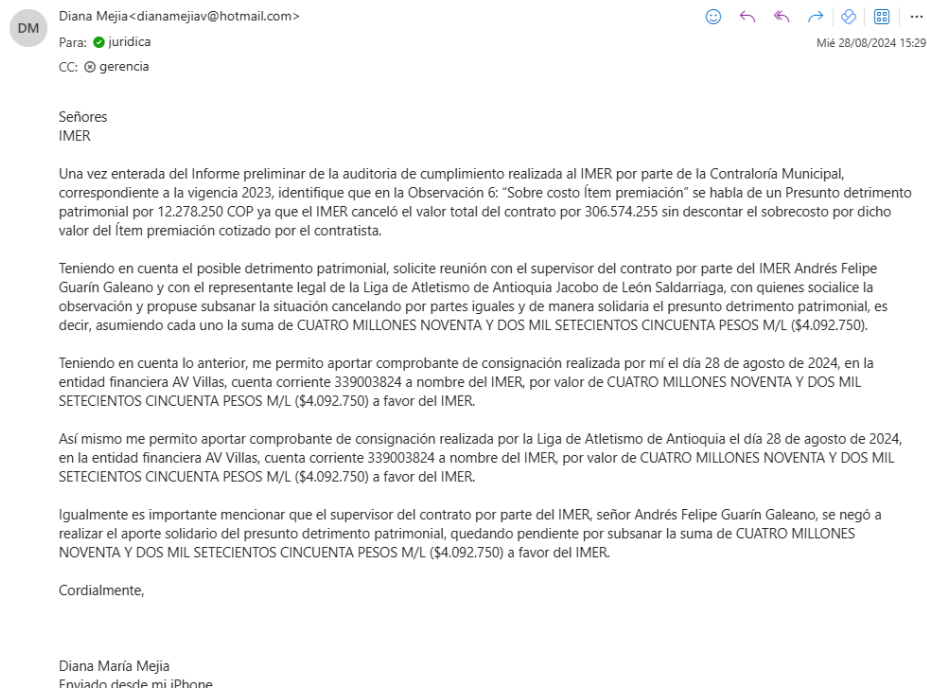 DM
Diana Mejia<dianamejiav@hotmail.com>
Para: juridica
Mié 28/08/2024 15:29
CC: gerencia
Señores
IMER
Una vez enterada del Informe preliminar de la auditoria de cumplimiento realizada al IMER por parte de la Contraloría Municipal,
correspondiente a la vigencia 2023, identifique que en la Observación 6: “Sobre costo Ítem premiación” se habla de un Presunto detrimento
patrimonial por 12.278.250 COP ya que el IMER canceló el valor total del contrato por 306.574.255 sin descontar el sobrecosto por dicho
valor del Ítem premiación cotizado por el contratista.
Teniendo en cuenta el posible detrimento patrimonial, solicite reunión con el supervisor del contrato por parte del IMER Andrés Felipe
Guarín Galeano y con el representante legal de la Liga de Atletismo de Antioquia Jacobo de León Saldarriaga, con quienes socialice la
observación y propuse subsanar la situación cancelando por partes iguales y de manera solidaria el presunto detrimento patrimonial, es
decir, asumiendo cada uno la suma de CUATRO MILLONES NOVENTA Y DOS MIL SETECIENTOS CINCUENTA PESOS M/L ($4.092.750).
Teniendo en cuenta lo anterior, me permito aportar comprobante de consignación realizada por mí el día 28 de agosto de 2024, en la
entidad financiera AV Villas, cuenta corriente 339003824 a nombre del IMER, por valor de CUATRO MILLONES NOVENTA Y DOS MIL
SETECIENTOS CINCUENTA PESOS M/L ($4.092.750) a favor del IMER.
Así mismo me permito aportar comprobante de consignación realizada por la Liga de Atletismo de Antioquia el día 28 de agosto de 2024,
en la entidad financiera AV Villas, cuenta corriente 339003824 a nombre del IMER, por valor de CUATRO MILLONES NOVENTA Y DOS MIL
SETECIENTOS CINCUENTA PESOS M/L ($4.092.750) a favor del IMER.
Igualmente es importante mencionar que el supervisor del contrato por parte del IMER, señor Andrés Felipe Guarín Galeano, se negó a
realizar el aporte solidario del presunto detrimento patrimonial, quedando pendiente por subsanar la suma de CUATRO MILLONES
NOVENTA Y DOS MIL SETECIENTOS CINCUENTA PESOS M/L ($4.092.750) a favor del IMER.
Cordialmente,
Diana María Mejia
Enviado desde mi iPhone